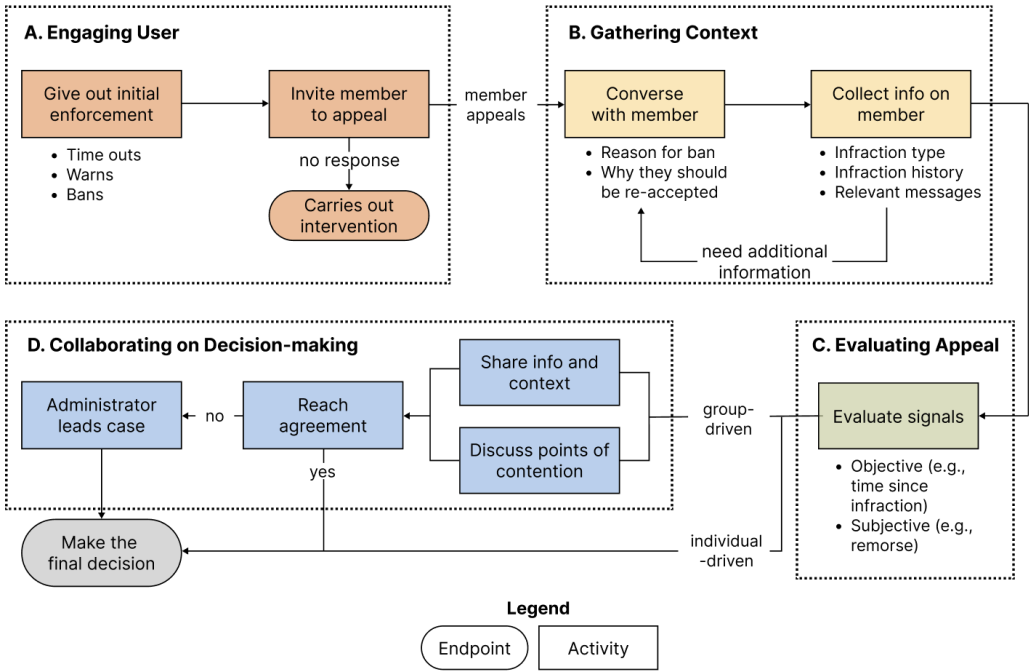 A. Engaging User
Give out initial
enforcement
• Time outs
• Warns
• Bans
Invite member
to appeal
no response
Carries out
intervention
member
appeals
B. Gathering Context
Converse
with member
• Reason for ban
• Why they should
be re-accepted
Collect info on
member
• Infraction type
• Infraction history
• Relevant messages
need additional
information
C. Evaluating Appeal
Evaluate signals
• Objective (e.g.,
time since
infraction)
• Subjective (e.g.,
remorse)
group-
driven
individual
-driven
D. Collaborating on Decision-making
Share info and
context
Discuss points of
contention
Reach
agreement
no
yes
Administrator
leads case
Make the
final decision
Legend
Endpoint
Activity